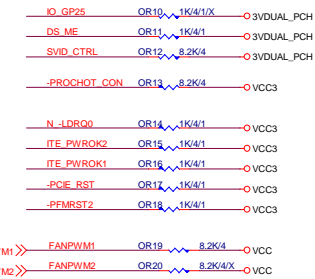 IO_GP25 OR10 1K/4/1/X 3VDUAL_PCH
DS_ME OR11 1K/4/1 3VDUAL_PCH
SVID_CTRL OR12 8.2K/4 3VDUAL_PCH
-PROCHOT_CON OR13 8.2K/4 VCC3
N_-LDRQ0 OR14 1K/4/1 VCC3
ITE_PWROK2 OR15 1K/4/1 VCC3
ITE_PWROK1 OR16 1K/4/1 VCC3
-PCIE_RST OR17 1K/4/1 VCC3
-PFMRST2 OR18 1K/4/1 VCC3
M1 FANPWM1 OR19 8.2K/4 VCC
M2 FANPWM2 OR20 8.2K/4/X VCC